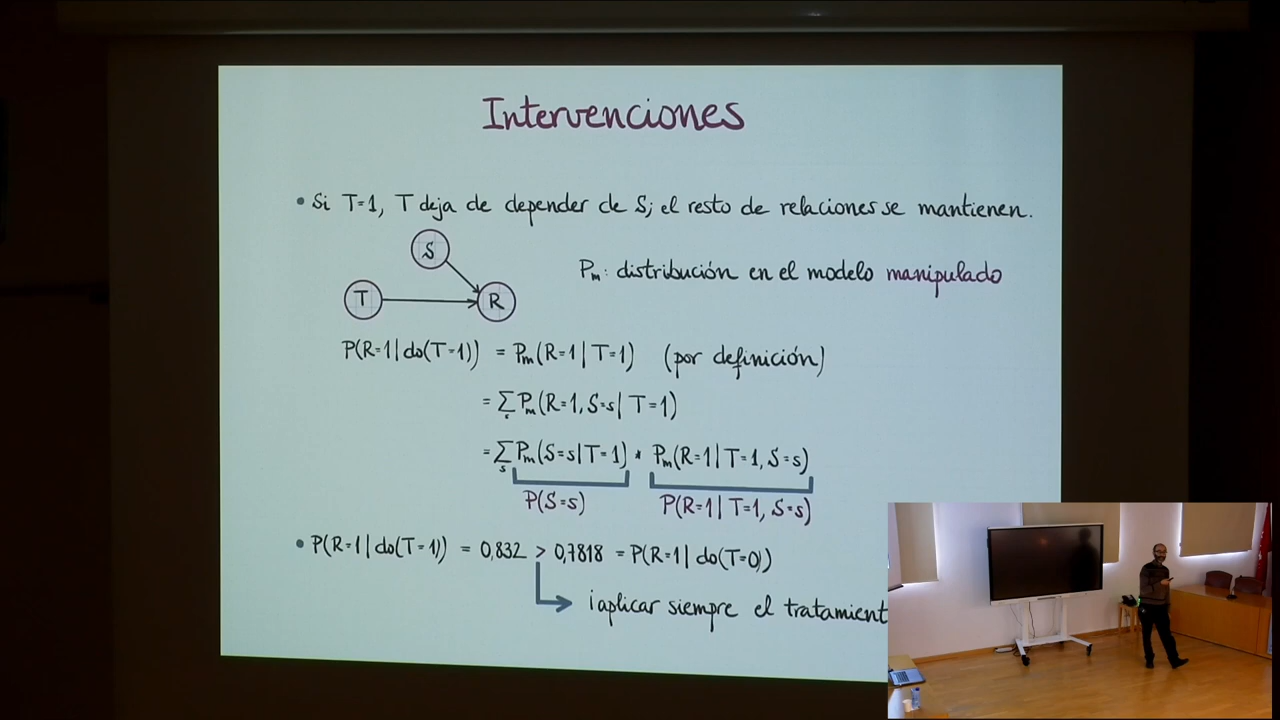 Intervenciones
• Si T=1, T deja de depender de S; el resto de relaciones se mantienen.
S
T
R
Pm: distribución en el modelo manipulado
P(R=1 | do(T=1)) = Pm(R=1 | T=1) (por definición)
= ∑s Pm(R=1, S=s | T=1)
= ∑s Pm(S=s | T=1) • Pm(R=1 | T=1, S=s)
P(S=s)
P(R=1 | T=1, S=s)
• P(R=1 | do(T=1)) = 0,832 > 0,7818 = P(R=1 | do(T=0))
¡aplicar siempre el tratamient